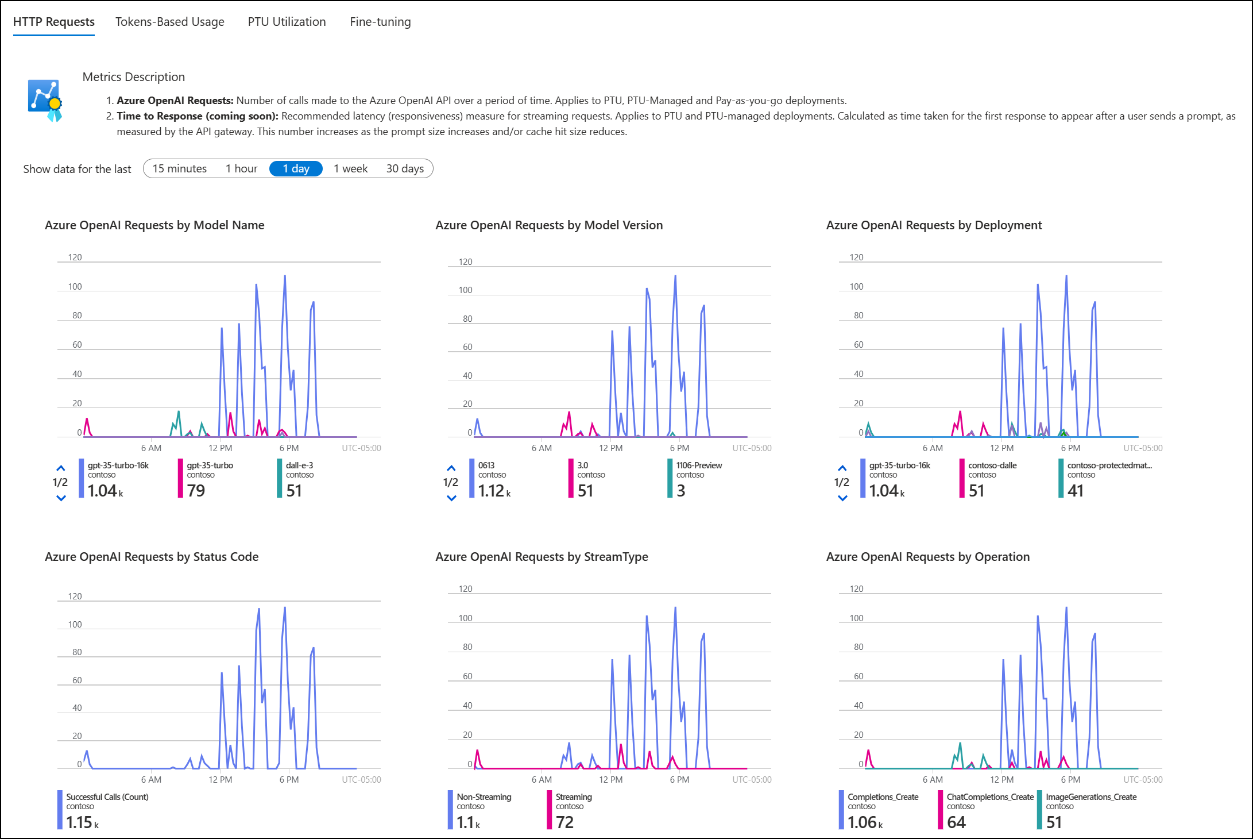 HTTP Requests Tokens-Based Usage PTU Utilization Fine-tuning
Metrics Description
1. Azure OpenAI Requests: Number of calls made to the Azure OpenAI API over a period of time. Applies to PTU, PTU-Managed and Pay-as-you-go deployments.
2. Time to Response (coming soon): Recommended latency (responsiveness) measure for streaming requests. Applies to PTU and PTU-managed deployments. Calculated as time taken for the first response to appear after a user sends a prompt, as
measured by the API gateway. This number increases as the prompt size increases and/or cache hit size reduces.
Show data for the last 15 minutes 1 hour 1 day 1 week 30 days
Azure OpenAI Requests by Model Name
120
100
80
60
40
20
0
6 AM 12 PM 6 PM UTC-05:00
1/2
gpt-35-turbo-16k
contoso
1.04 k
gpt-35-turbo
contoso
79
dall-e-3
contoso
51
Azure OpenAI Requests by Model Version
120
100
80
60
40
20
0
6 AM 12 PM 6 PM UTC-05:00
1/2
0613
contoso
1.12 k
3.0
contoso
51
1106-Preview
contoso
3
Azure OpenAI Requests by Deployment
120
100
80
60
40
20
0
6 AM 12 PM 6 PM UTC-05:00
1/2
gpt-35-turbo-16k
contoso
1.04 k
contoso-dalle
contoso
51
contoso-protectedmat...
contoso
41
Azure OpenAI Requests by Status Code
120
100
80
60
40
20
0
6 AM 12 PM 6 PM UTC-05:00
Successful Calls (Count)
contoso
1.15 k
Azure OpenAI Requests by StreamType
120
100
80
60
40
20
0
6 AM 12 PM 6 PM UTC-05:00
Non-Streaming
contoso
1.1 k
Streaming
contoso
72
Azure OpenAI Requests by Operation
120
100
80
60
40
20
0
6 AM 12 PM 6 PM UTC-05:00
Completions_Create
contoso
1.06 k
ChatCompletions_Create
contoso
64
ImageGenerations_Create
contoso
51